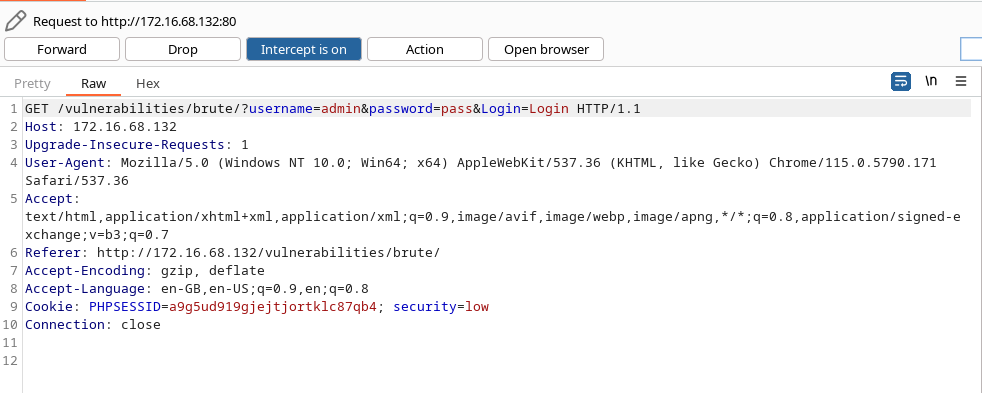 Request to http://172.16.68.132:80
Forward Drop Intercept is on Action Open browser
Pretty Raw Hex \n
1 GET /vulnerabilities/brute/?username=admin&password=pass&Login=Login HTTP/1.1
2 Host: 172.16.68.132
3 Upgrade-Insecure-Requests: 1
4 User-Agent: Mozilla/5.0 (Windows NT 10.0; Win64; x64) AppleWebKit/537.36 (KHTML, like Gecko) Chrome/115.0.5790.171
Safari/537.36
5 Accept:
text/html,application/xhtml+xml,application/xml;q=0.9,image/avif,image/webp,image/apng,*/*;q=0.8,application/signed-e
xchange;v=b3;q=0.7
6 Referer: http://172.16.68.132/vulnerabilities/brute/
7 Accept-Encoding: gzip, deflate
8 Accept-Language: en-GB,en-US;q=0.9,en;q=0.8
9 Cookie: PHPSESSID=a9g5ud919gjejtjortklc87qb4; security=low
10 Connection: close
11
12